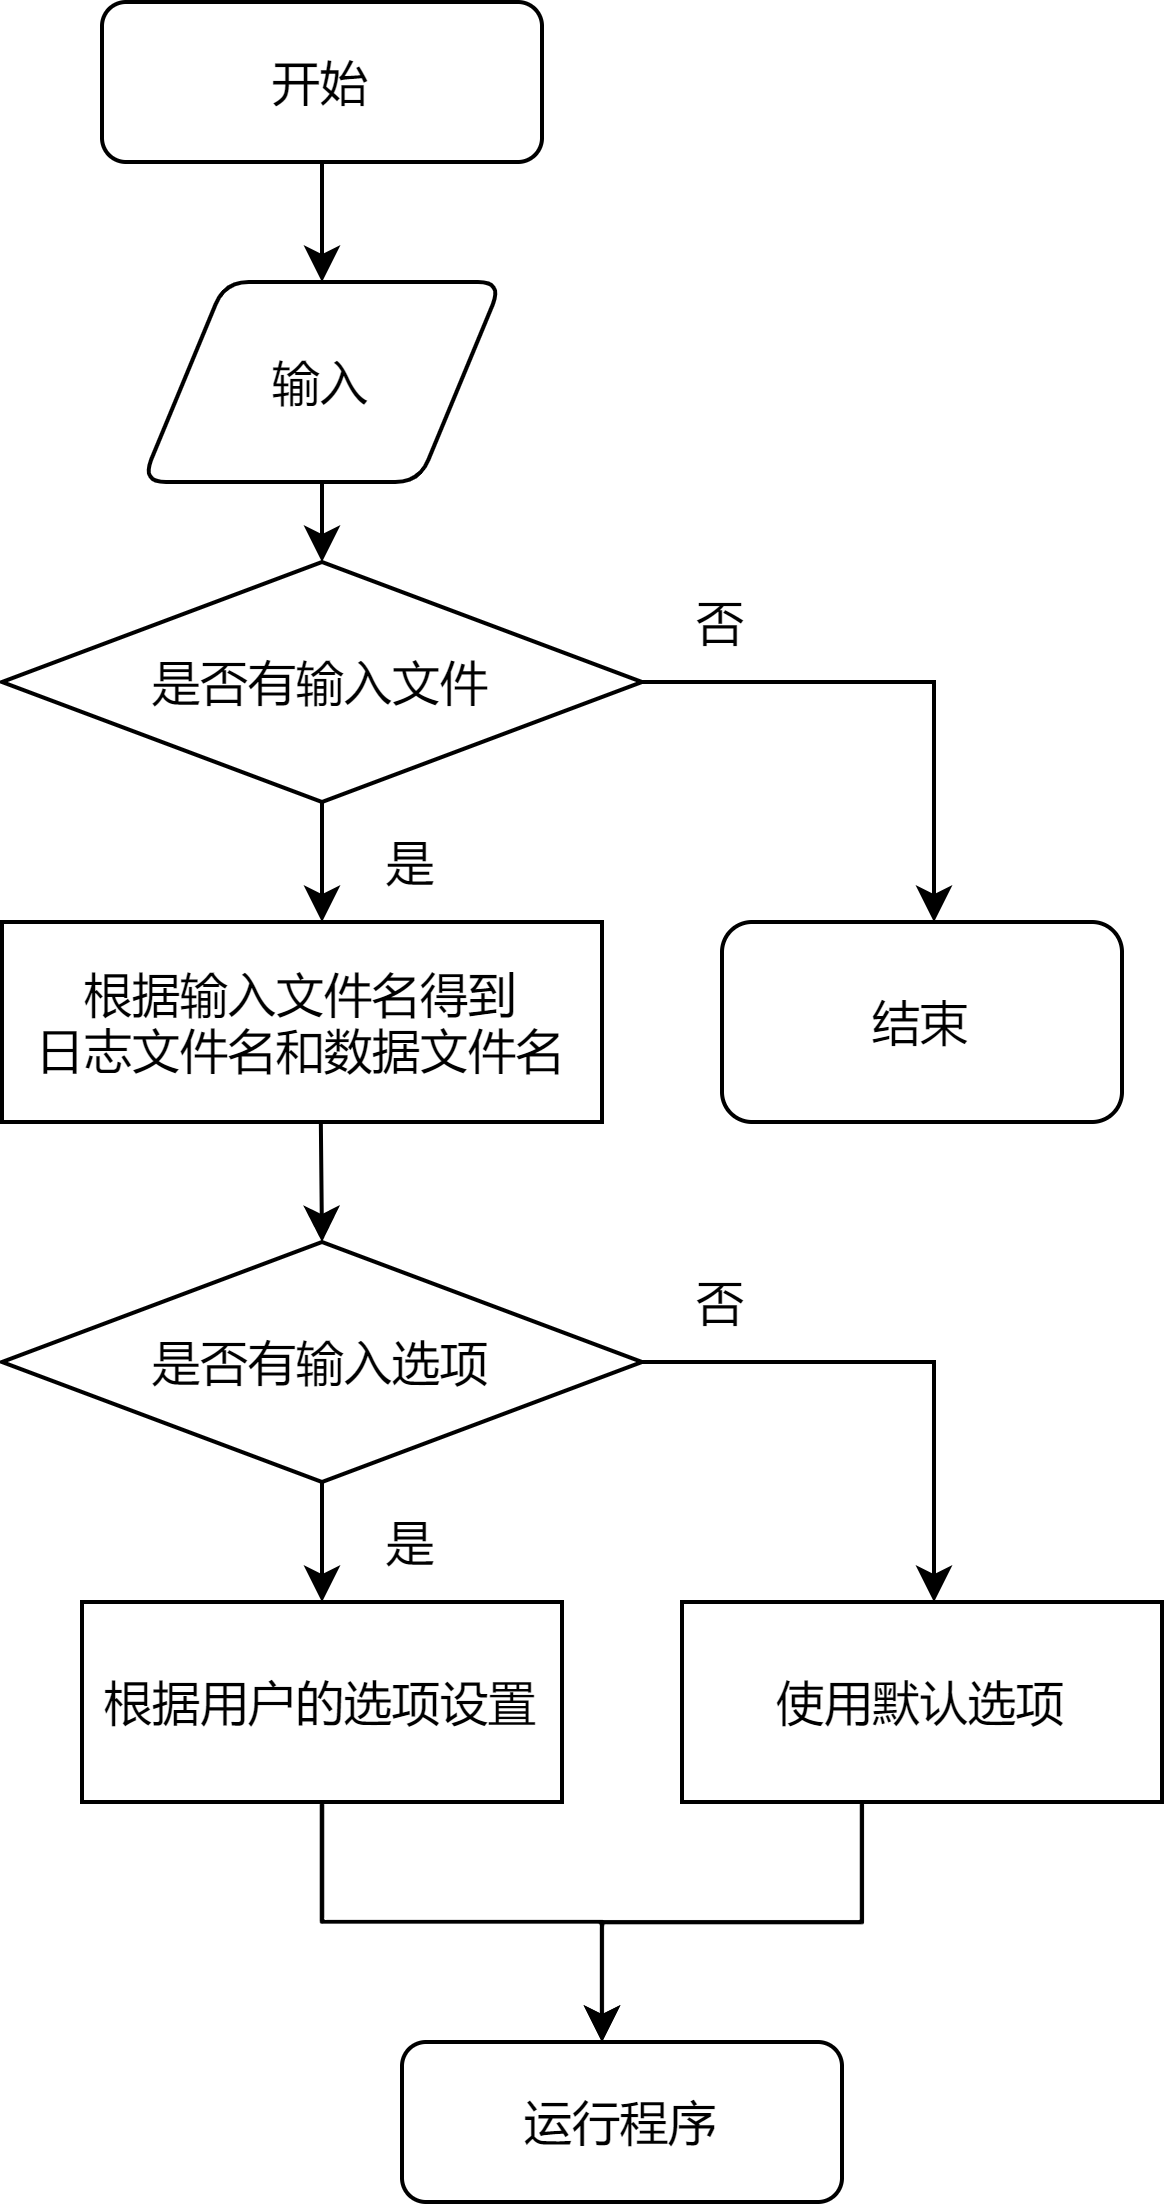 开始
输入
是否有输入文件
否
是
根据输入文件名得到
日志文件名和数据文件名
结束
是否有输入选项
否
是
根据用户的选项设置
使用默认选项
运行程序